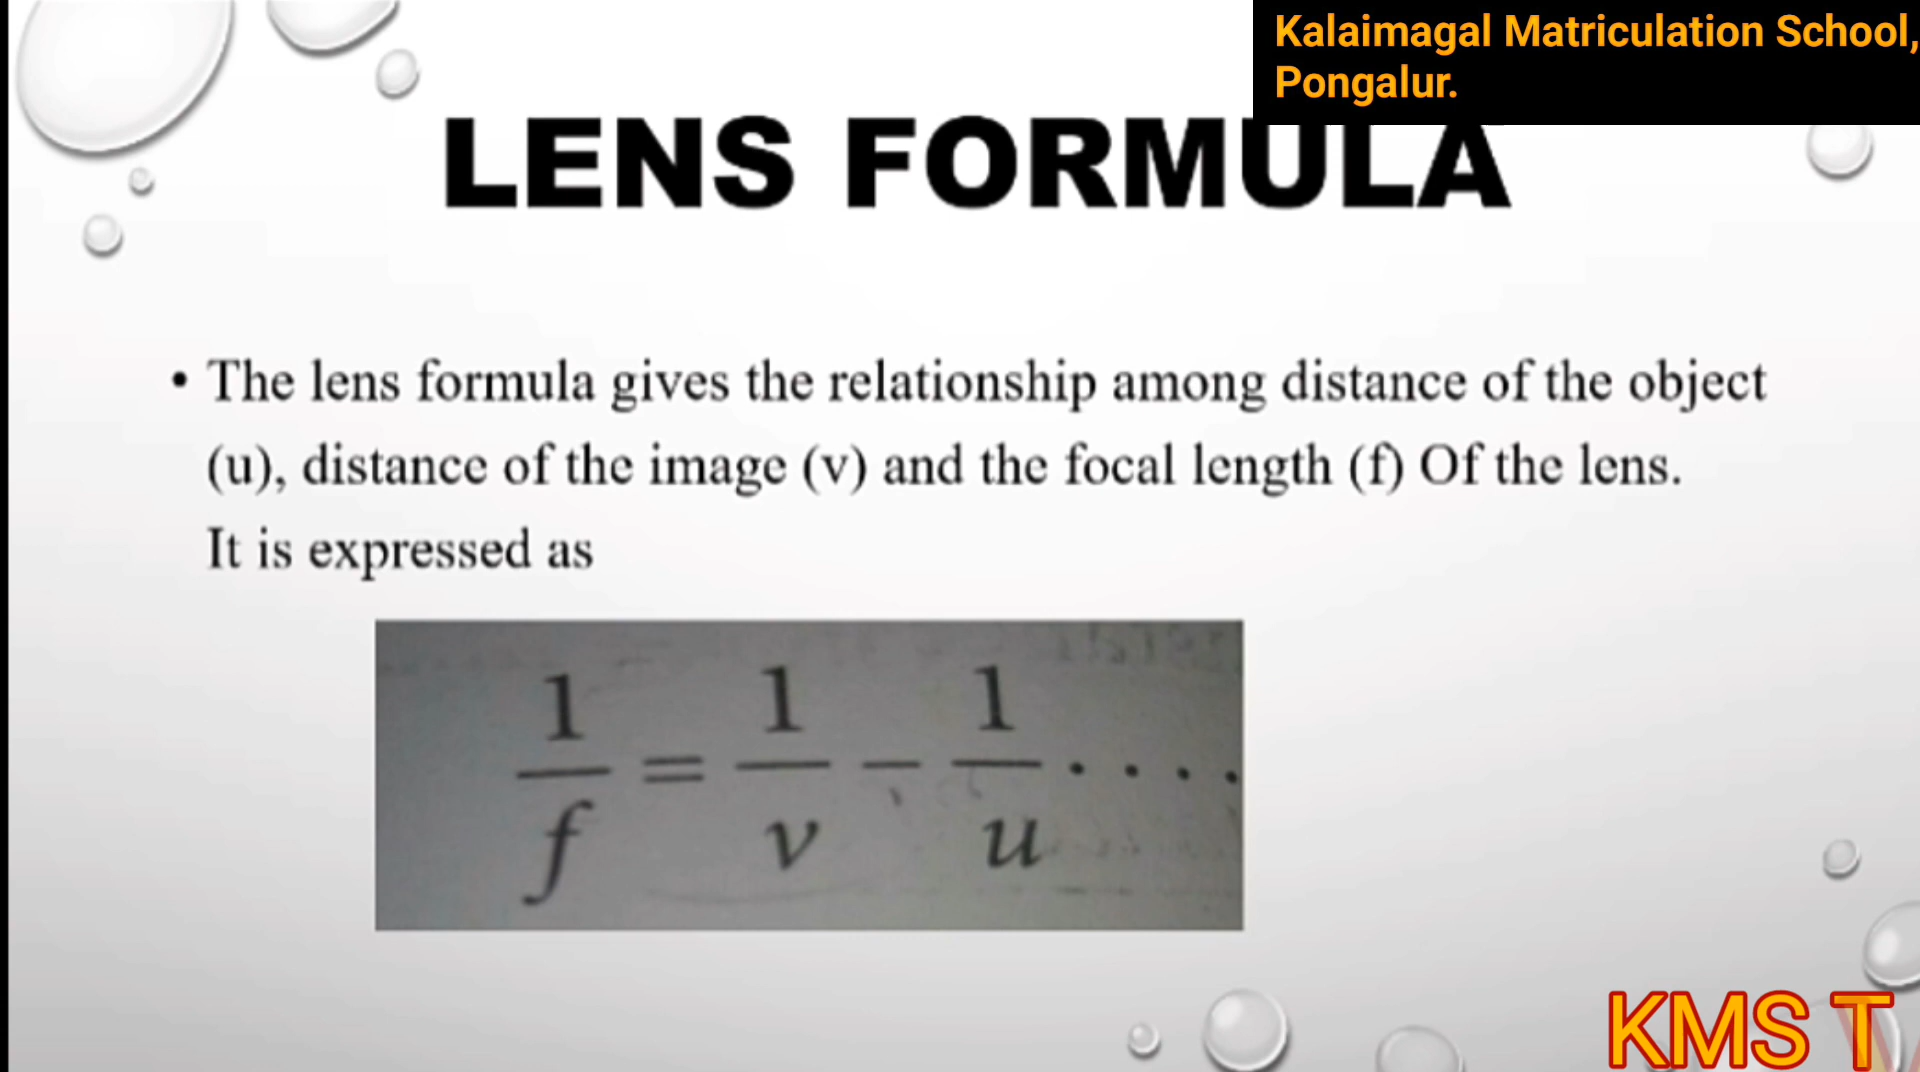 Kalaimagal Matriculation School,
Pongalur.
LENS FORMULA
• The lens formula gives the relationship among distance of the object
(u), distance of the image (v) and the focal length (f) Of the lens.
It is expressed as
1/f = 1/v − 1/u ....
KMS T